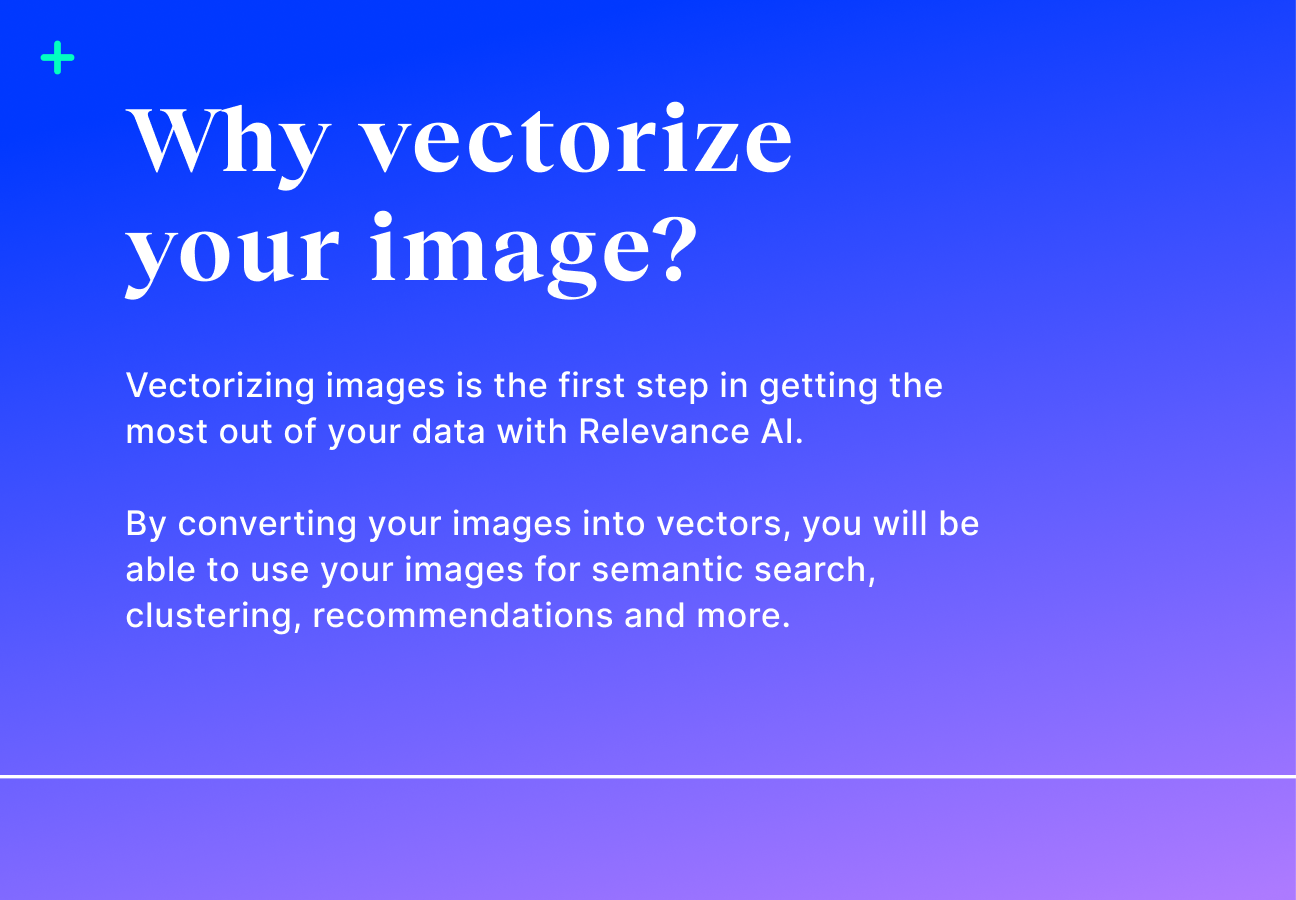 Why vectorize
your image?
Vectorizing images is the first step in getting the
most out of your data with Relevance AI.
By converting your images into vectors, you will be
able to use your images for semantic search,
clustering, recommendations and more.